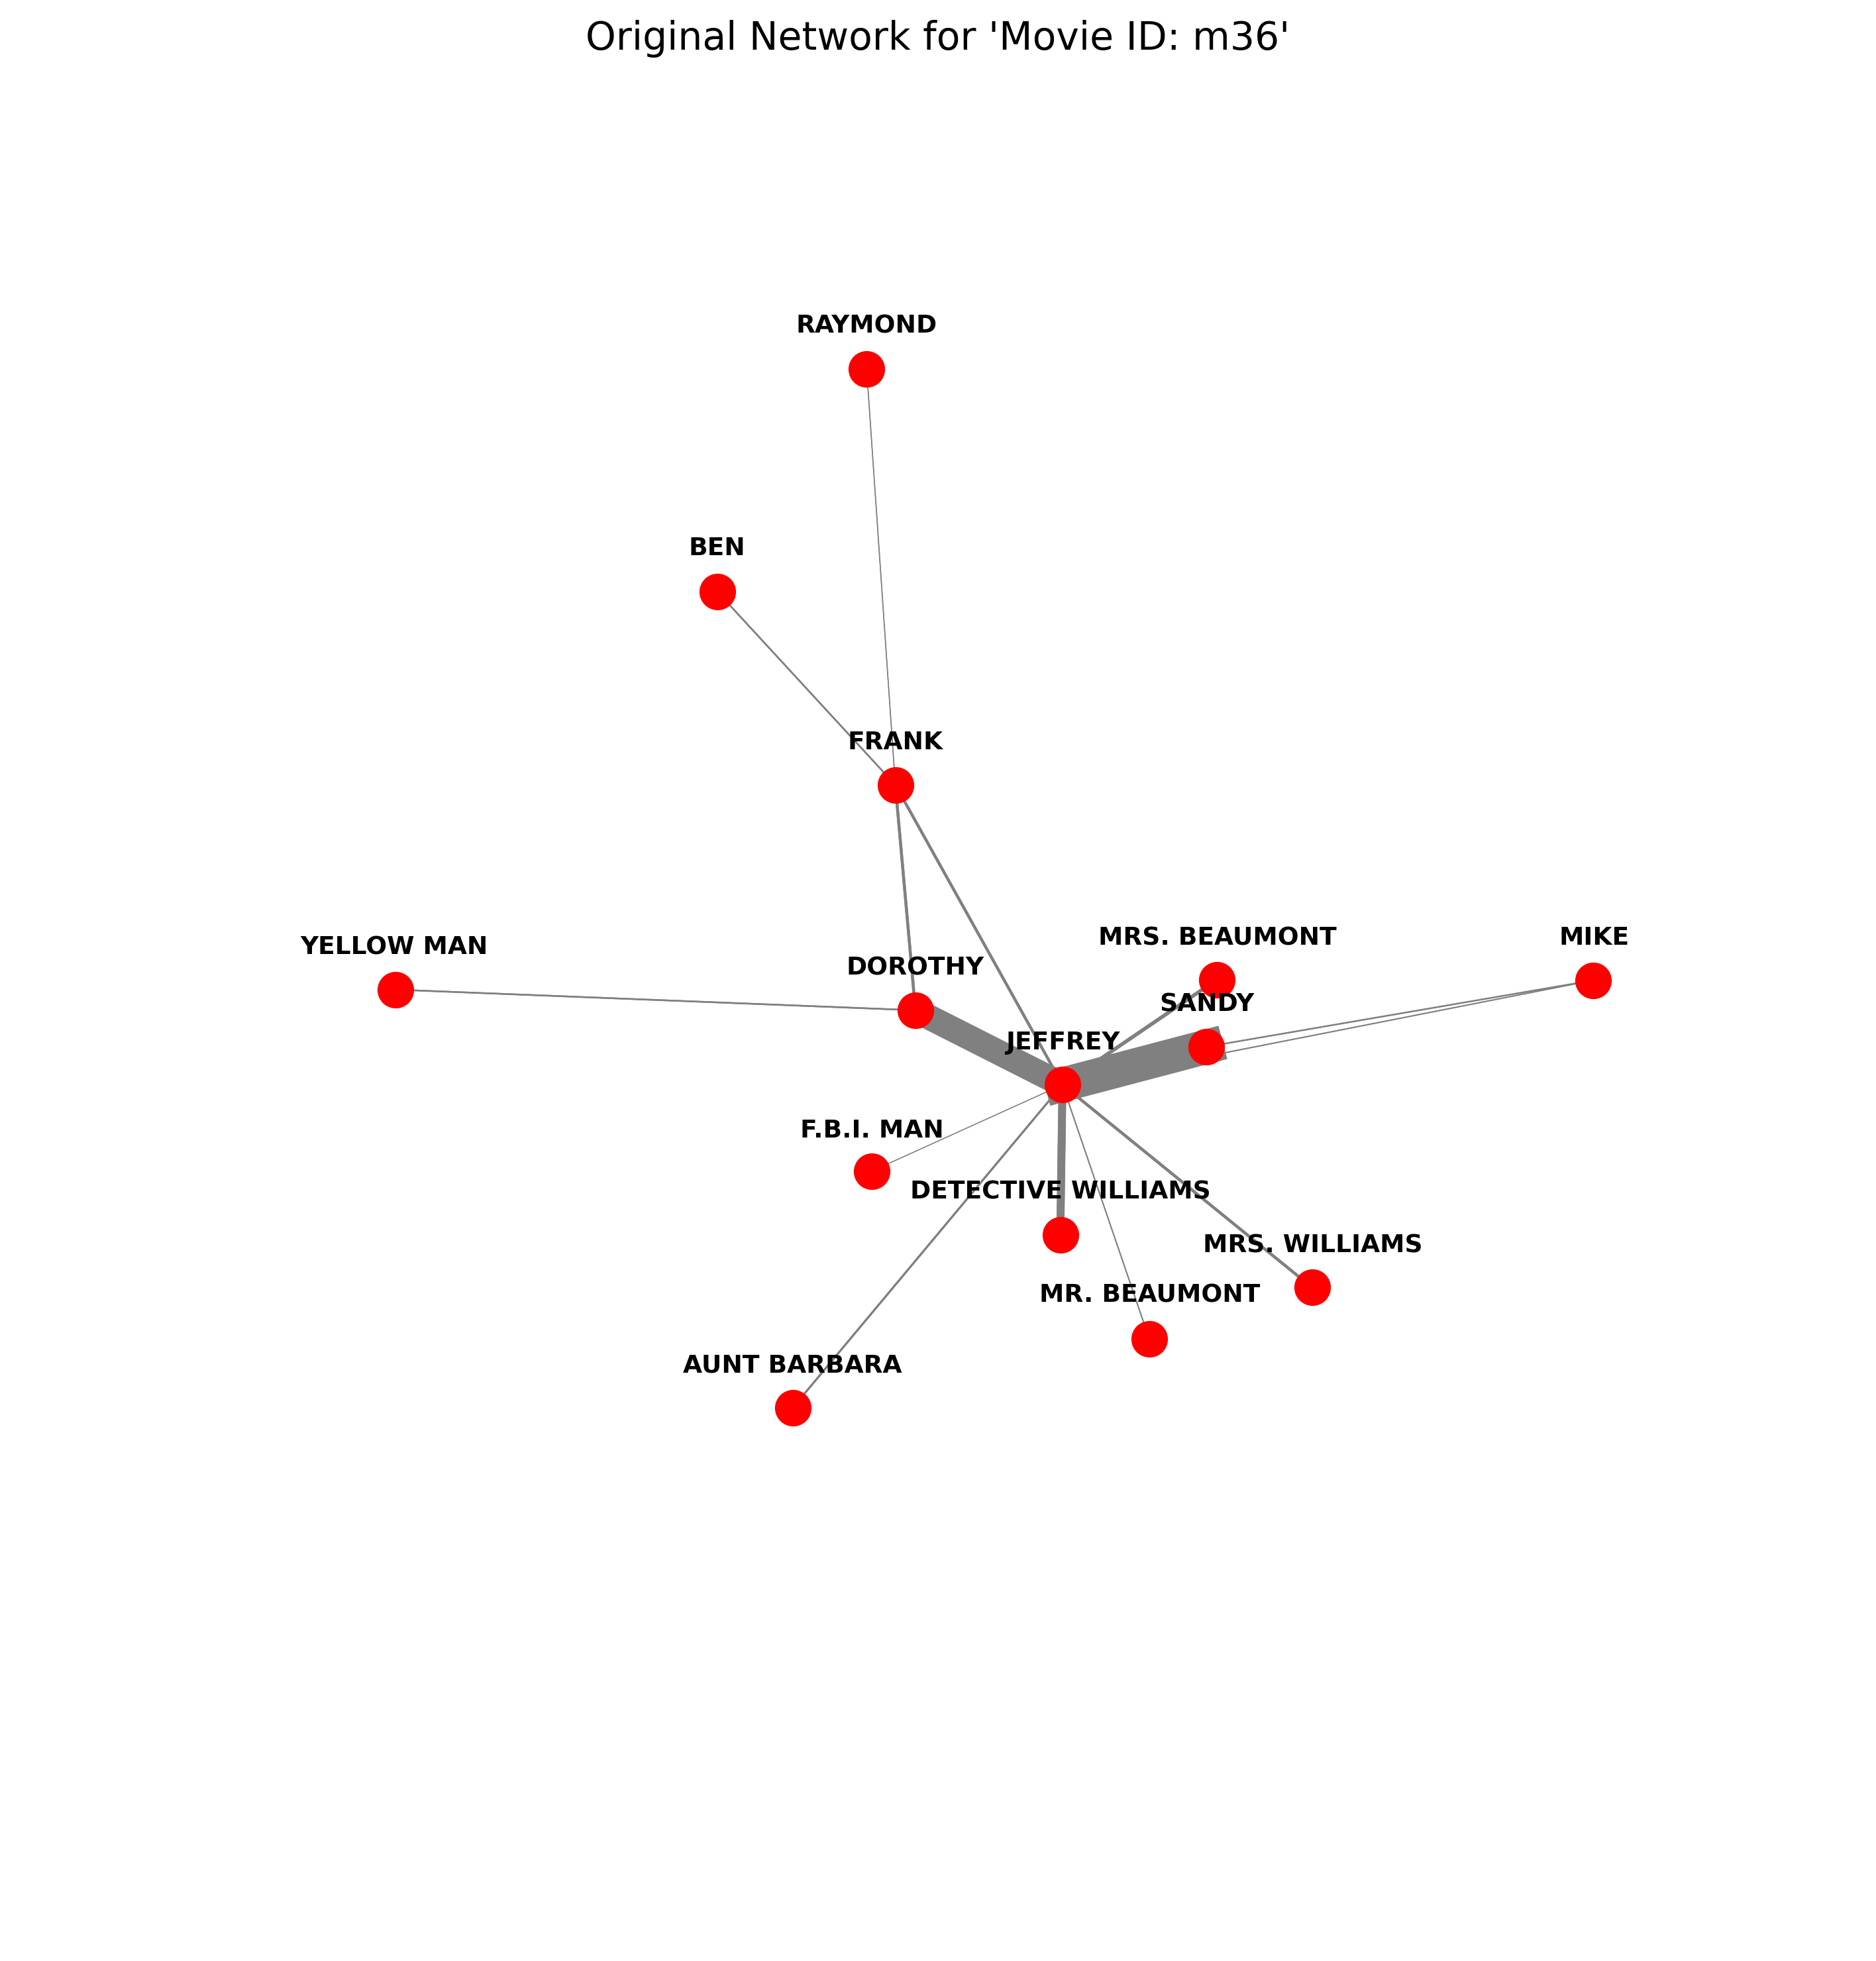 Original Network for 'Movie ID: m36'
RAYMOND
BEN
FRANK
YELLOW MAN
MRS. BEAUMONT
MIKE
DOROTHY
SANDY
JEFFREY
F.B.I. MAN
DETECTIVE WILLIAMS
MRS. WILLIAMS
MR. BEAUMONT
AUNT BARBARA